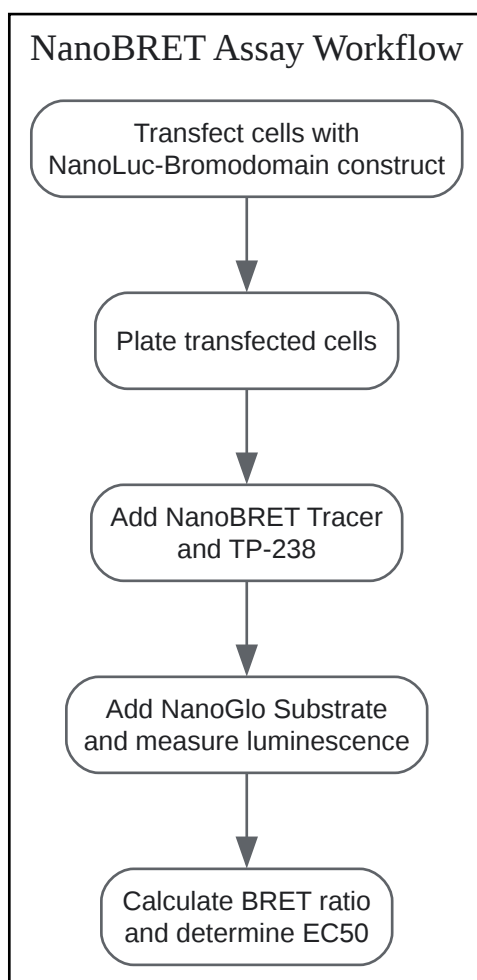 NanoBRET Assay Workflow
Transfect cells with
NanoLuc-Bromodomain construct
Plate transfected cells
Add NanoBRET Tracer
and TP-238
Add NanoGlo Substrate
and measure luminescence
Calculate BRET ratio
and determine EC50